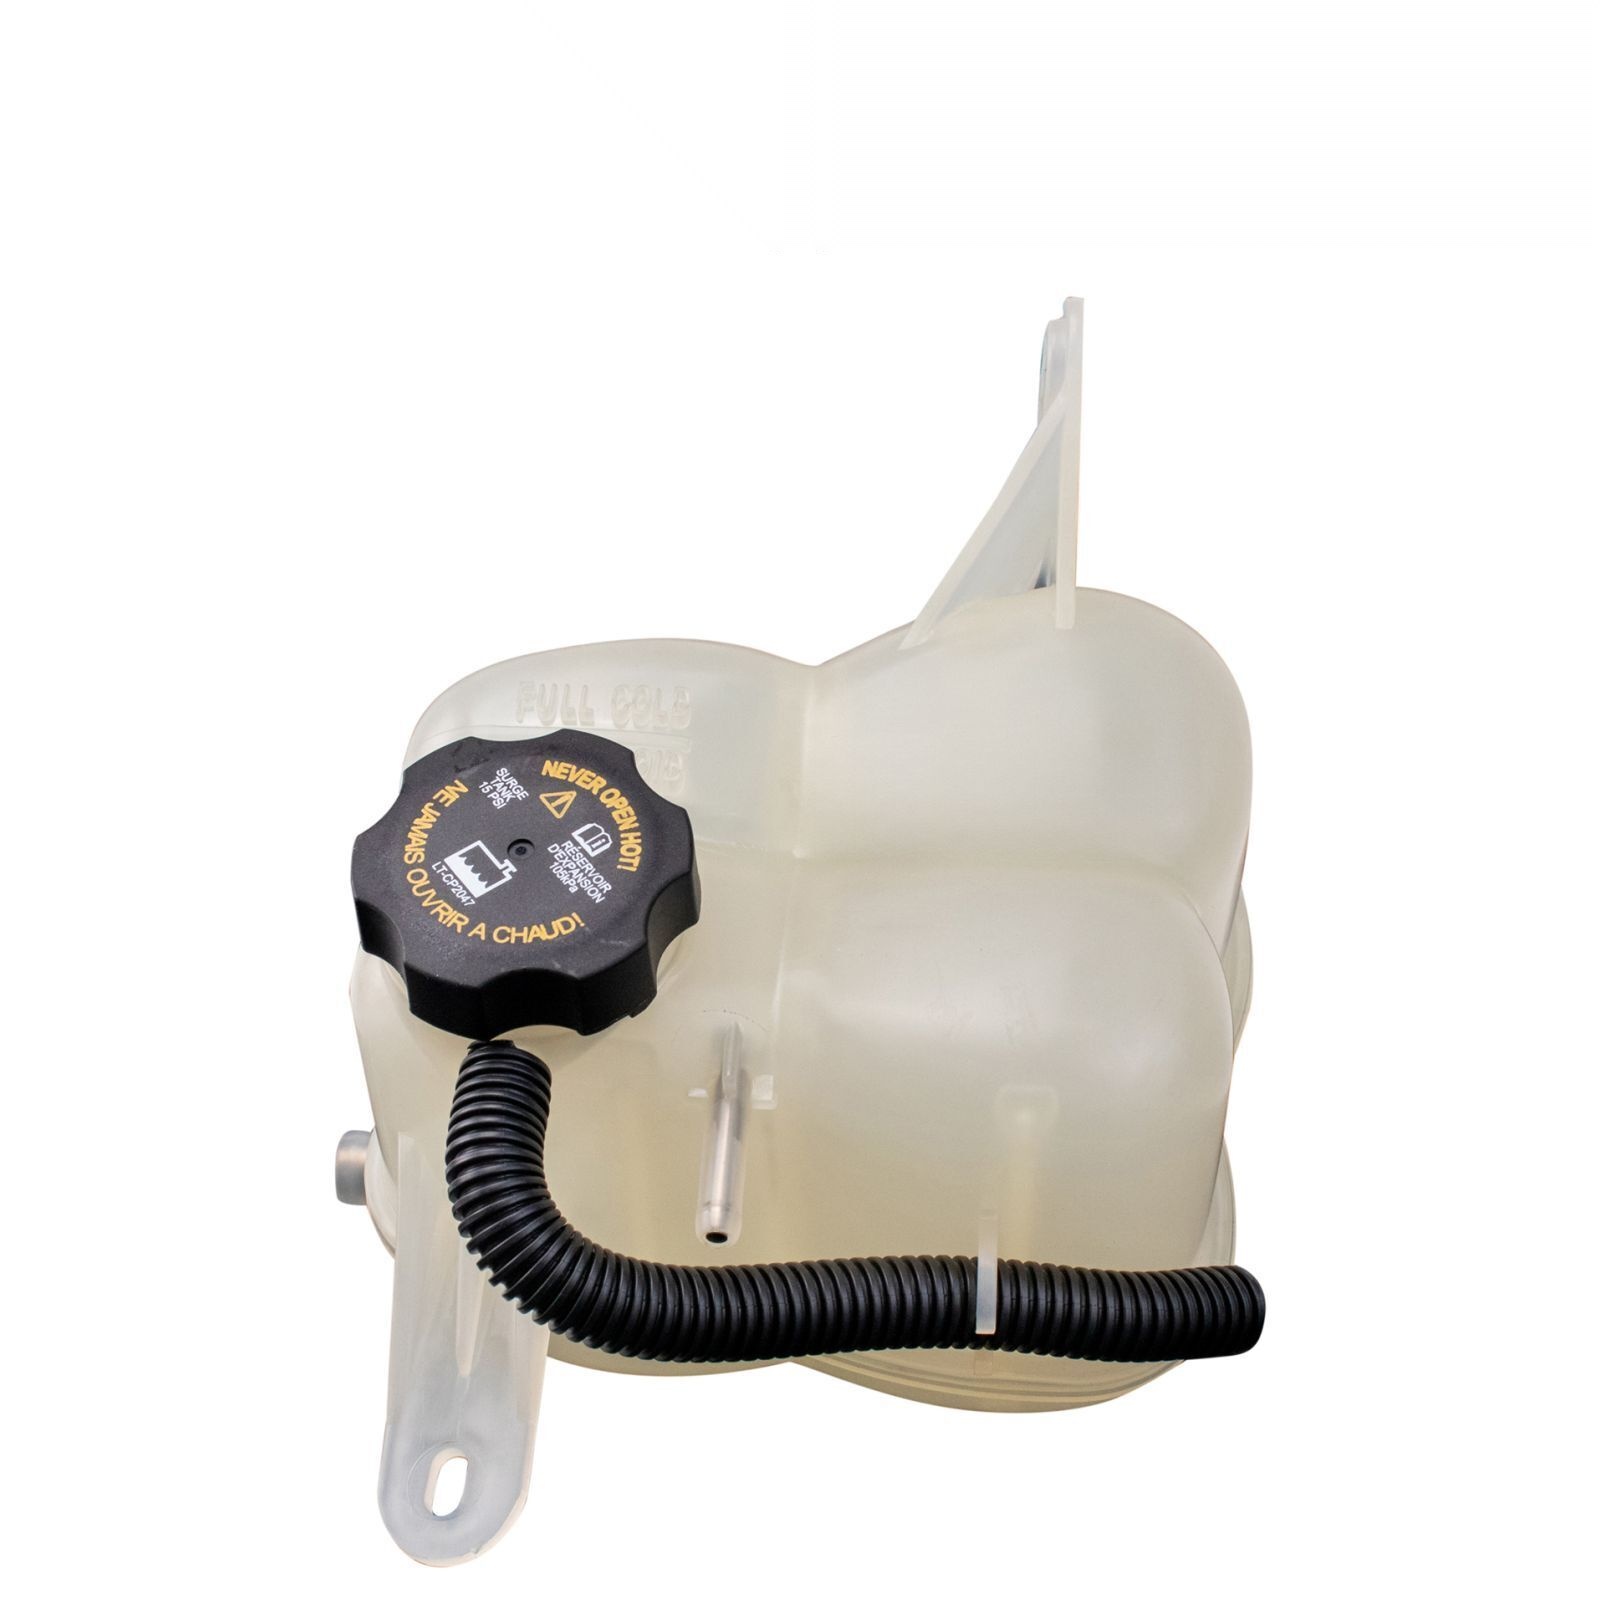 FULL COLD
NEVER OPEN HOT!
SURGE
TANK
15 PSI
RÉSERVOIR
D'EXPANSION
105kPa
LT-CP2047
NE JAMAIS OUVRIR A CHAUD!